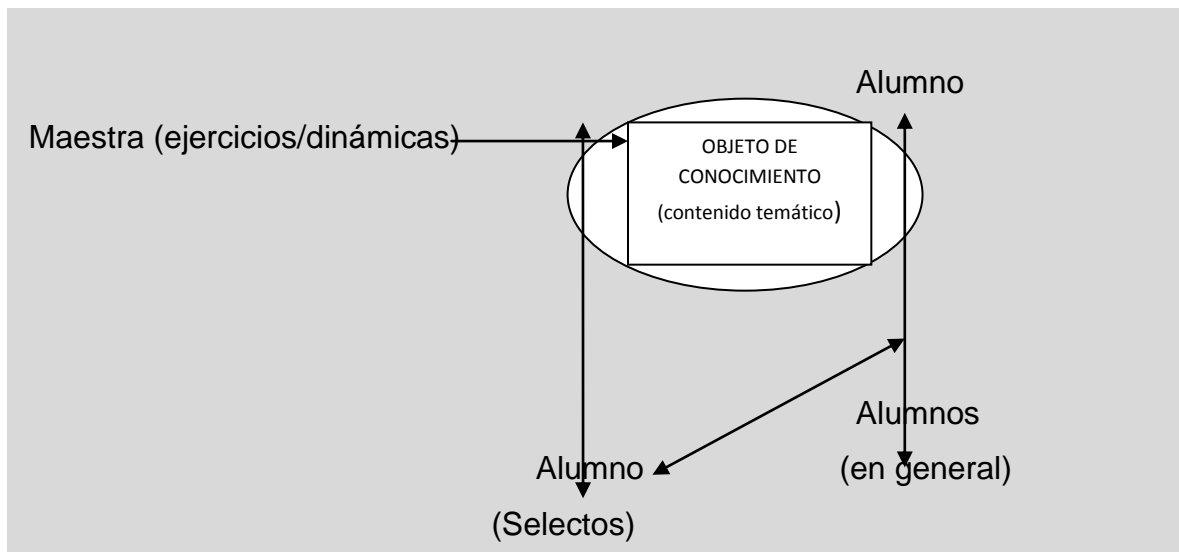 Alumno
Maestra (ejercicios/dinámicas)
OBJETO DE
CONOCIMIENTO
(contenido temático)
Alumnos
(en general)
Alumno
(Selectos)